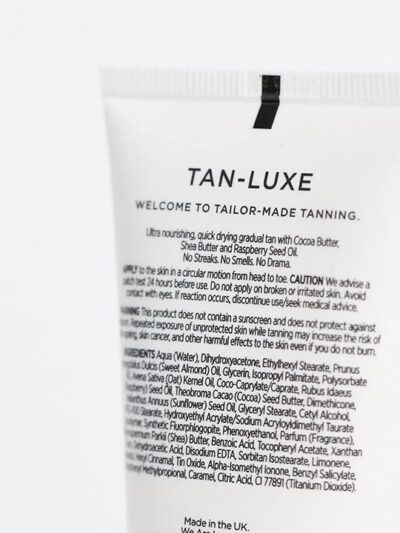 TAN-LUXE
WELCOME TO TAILOR-MADE TANNING.
Ultra nourishing, quick drying gradual tan with Cocoa Butter,
Shea Butter and Raspberry Seed Oil.
No Streaks. No Smells. No Drama.
APPLY to the skin in a circular motion from head to toe. CAUTION We advise a
patch test 24 hours before use. Do not apply on broken or irritated skin. Avoid
contact with eyes. If reaction occurs, discontinue use/seek medical advice.
WARNING This product does not contain a sunscreen and does not protect against
Repeated exposure of unprotected skin while tanning may increase the risk of
ageing, skin cancer, and other harmful effects to the skin even if you do not burn.
INGREDIENTS Aqua (Water), Dihydroxyacetone, Ethylhexyl Stearate, Prunus
Dulcis (Sweet Almond) Oil, Glycerin, Isopropyl Palmitate, Polysorbate
Avena Sativa (Oat) Kernel Oil, Coco-Caprylate/Caprate, Rubus Idaeus
Seed Oil, Theobroma Cacao (Cocoa) Seed Butter, Dimethicone,
Annuus (Sunflower) Seed Oil, Glyceryl Stearate, Cetyl Alcohol,
Stearate, Hydroxyethyl Acrylate/Sodium Acryloyldimethyl Taurate
Synthetic Fluorphlogopite, Phenoxyethanol, Parfum (Fragrance),
Parkii (Shea) Butter, Benzoic Acid, Tocopheryl Acetate, Xanthan
Dehydroacetic Acid, Disodium EDTA, Sorbitan Isostearate, Limonene,
Hexyl Cinnamal, Tin Oxide, Alpha-Isomethyl Ionone, Benzyl Salicylate,
Methylpropional, Caramel, Citric Acid, CI 77891 (Titanium Dioxide).
Made in the UK.
We Are